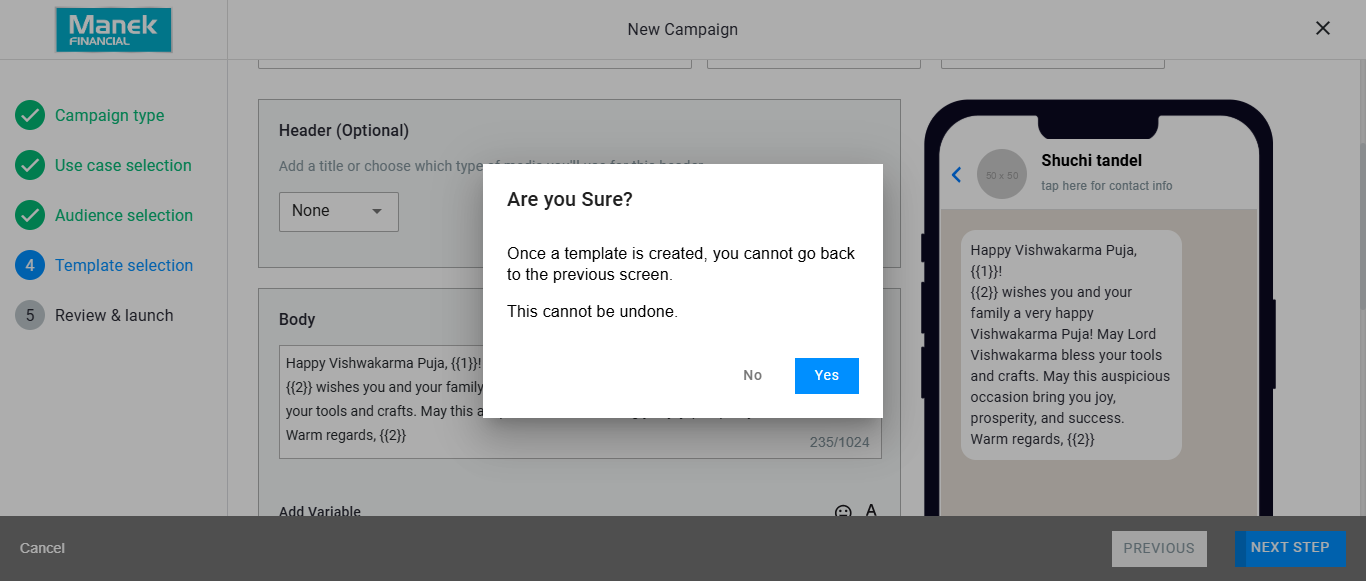 Manek
FINANCIAL
New Campaign
Campaign type
Use case selection
Audience selection
4 Template selection
5 Review & launch
Header (Optional)
Add a title or choose which type of media you'll use for this header
None
Body
Happy Vishwakarma Puja, {{1}}!
{{2}} wishes you and your family
your tools and crafts. May this a
Warm regards, {{2}}
235/1024
Add Variable
A
Are you Sure?
Once a template is created, you cannot go back
to the previous screen.
This cannot be undone.
No
Yes
50 x 50
Shuchi tandel
tap here for contact info
Happy Vishwakarma Puja,
{{1}}!
{{2}} wishes you and your
family a very happy
Vishwakarma Puja! May Lord
Vishwakarma bless your tools
and crafts. May this auspicious
occasion bring you joy,
prosperity, and success.
Warm regards, {{2}}
Cancel
PREVIOUS
NEXT STEP